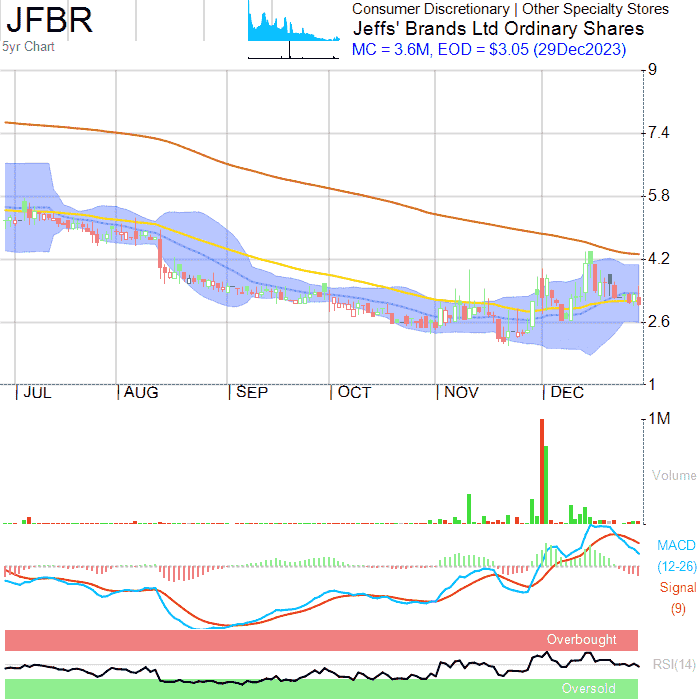 JFBR
5yr Chart
Consumer Discretionary | Other Specialty Stores
Jeffs' Brands Ltd Ordinary Shares
MC = 3.6M, EOD = $3.05 (29Dec2023)
9
7.4
5.8
4.2
2.6
1
JUL AUG SEP OCT NOV DEC
1M
Volume
MACD
(12-26)
Signal
(9)
Overbought
RSI(14)
Oversold